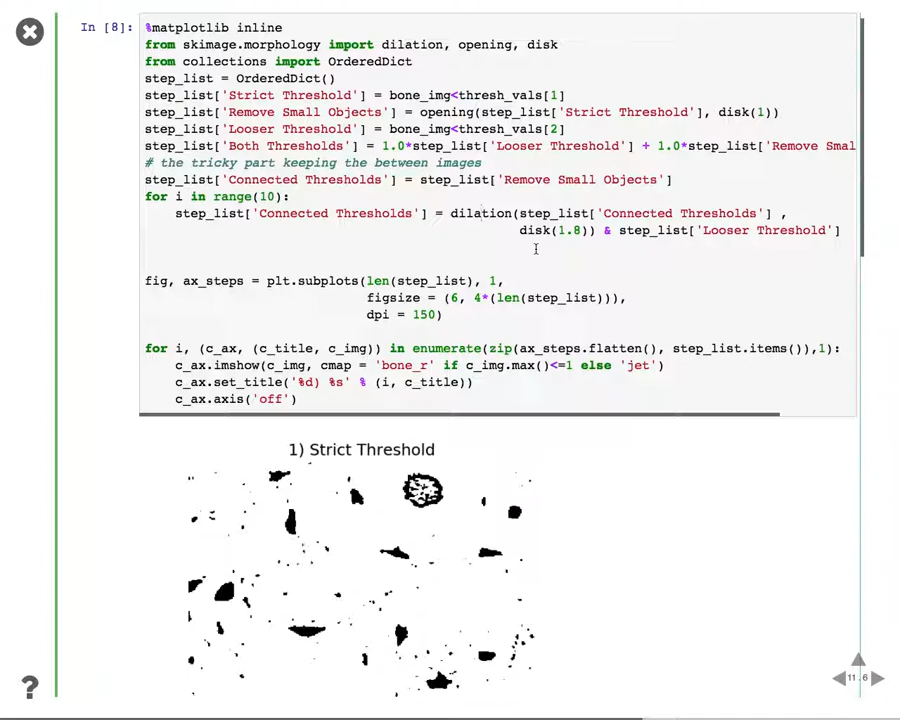 In [8]:
%matplotlib inline
from skimage.morphology import dilation, opening, disk
from collections import OrderedDict
step_list = OrderedDict()
step_list['Strict Threshold'] = bone_img<thresh_vals[1]
step_list['Remove Small Objects'] = opening(step_list['Strict Threshold'], disk(1))
step_list['Looser Threshold'] = bone_img<thresh_vals[2]
step_list['Both Thresholds'] = 1.0*step_list['Looser Threshold'] + 1.0*step_list['Remove Smal
# the tricky part keeping the between images
step_list['Connected Thresholds'] = step_list['Remove Small Objects']
for i in range(10):
    step_list['Connected Thresholds'] = dilation(step_list['Connected Thresholds'] ,
                                                 disk(1.8)) & step_list['Looser Threshold']
fig, ax_steps = plt.subplots(len(step_list), 1,
                             figsize = (6, 4*(len(step_list))),
                             dpi = 150)
for i, (c_ax, (c_title, c_img)) in enumerate(zip(ax_steps.flatten(), step_list.items()),1):
    c_ax.imshow(c_img, cmap = 'bone_r' if c_img.max()<=1 else 'jet')
    c_ax.set_title('%d) %s' % (i, c_title))
    c_ax.axis('off')
1) Strict Threshold
?
11.6